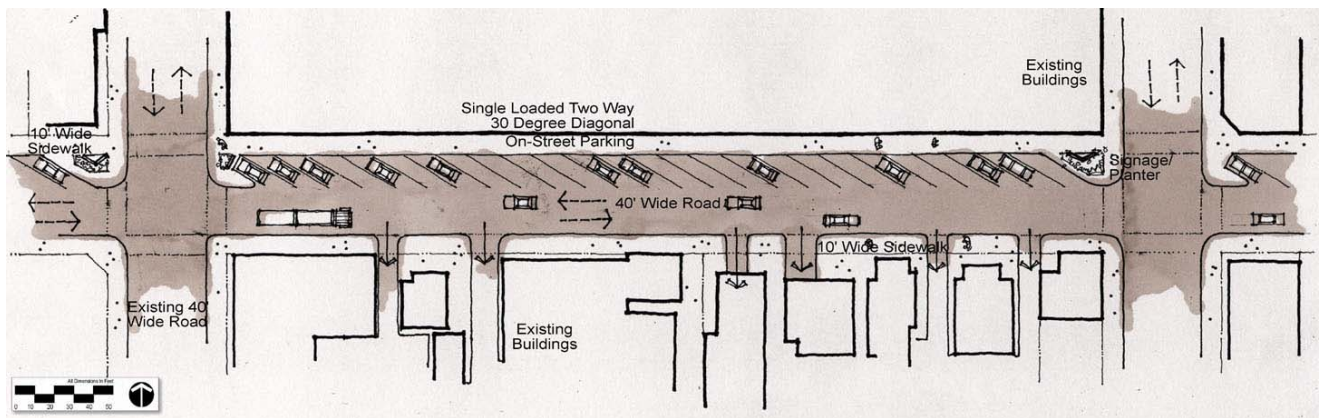 Existing
Buildings
Single Loaded Two Way
30 Degree Diagonal
On-Street Parking
10' Wide
Sidewalk
Signage/
Planter
40' Wide Road
10' Wide Sidewalk
Existing 40'
Wide Road
Existing
Buildings
All Dimensions in Feet
0 10 20 30 40 50